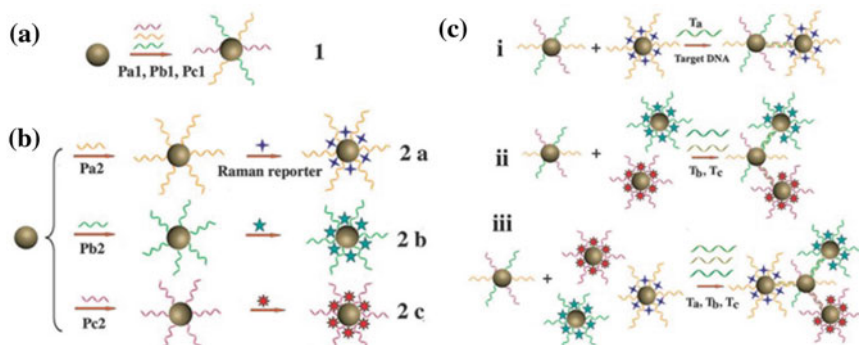 (a)
Pa1, Pb1, Pc1
1
(b)
Pa2
Raman reporter
2 a
Pb2
2 b
Pc2
2 c
(c)
i
+
Ta
Target DNA
ii
+
Tb, Tc
iii
+
Ta, Tb, Tc